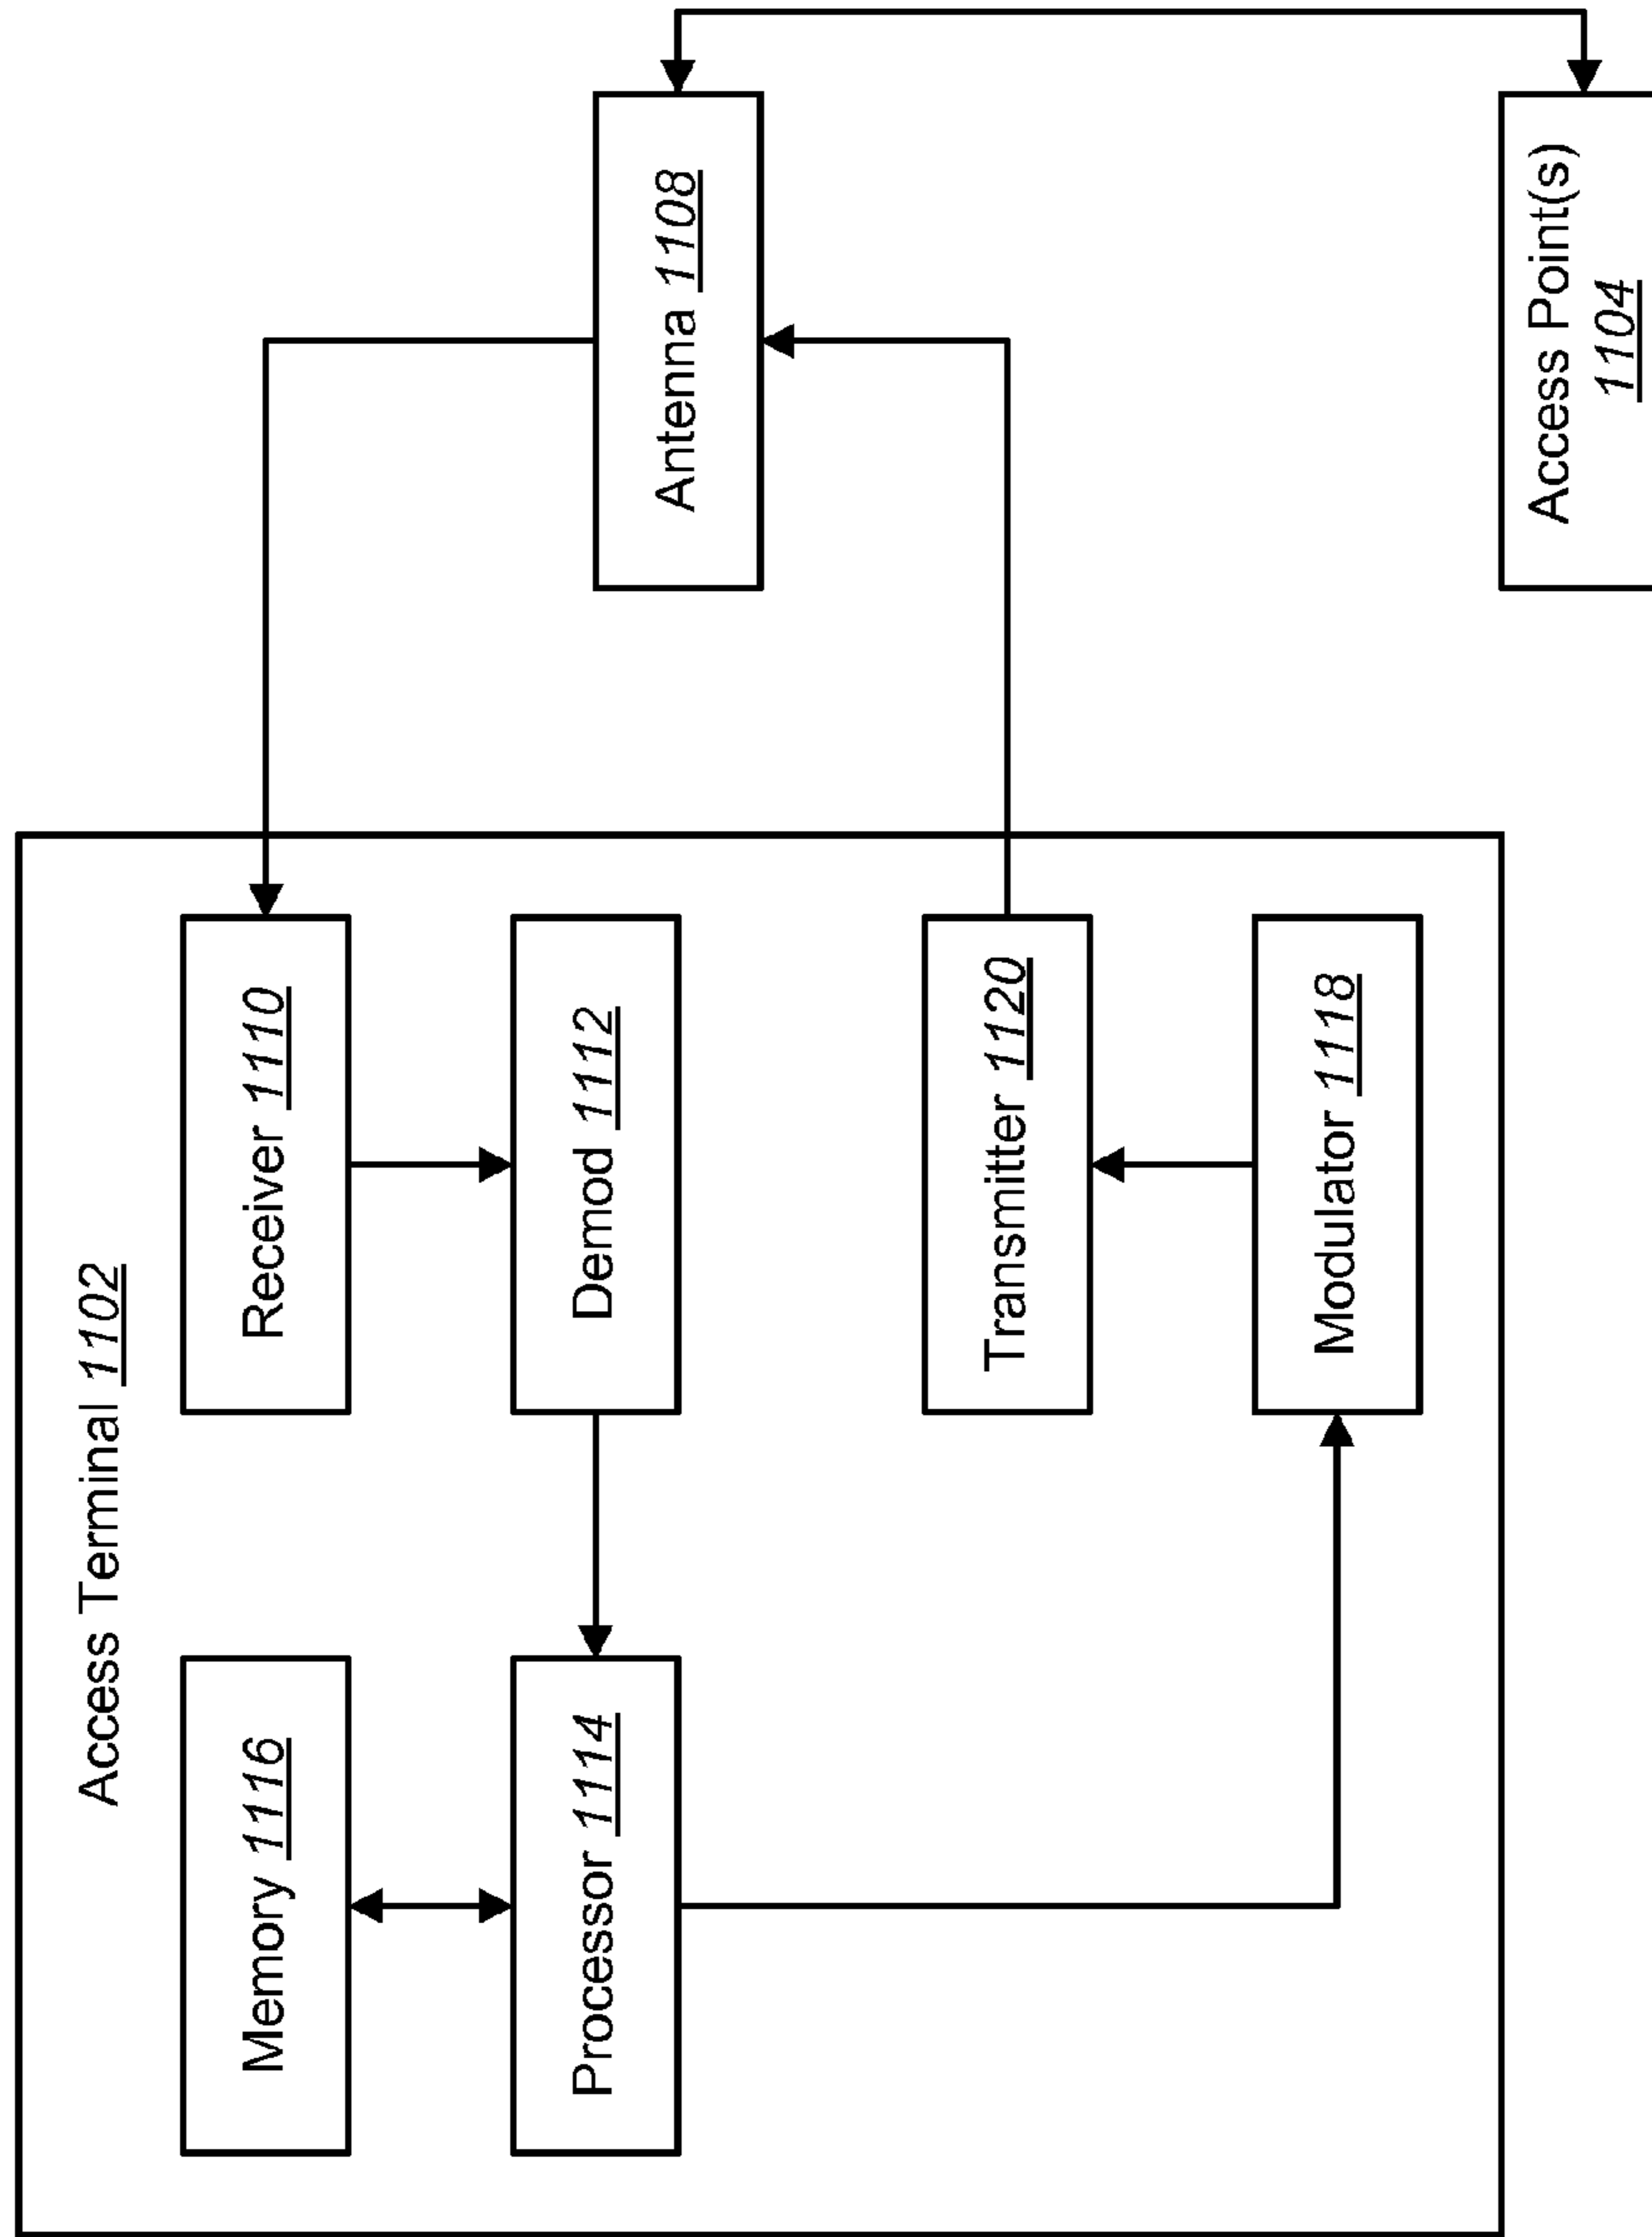 Access Terminal 1102
Memory 1116
Receiver 1110
Processor 1114
Demod 1112
Antenna 1108
Transmitter 1120
Modulator 1118
Access Point(s)
1104